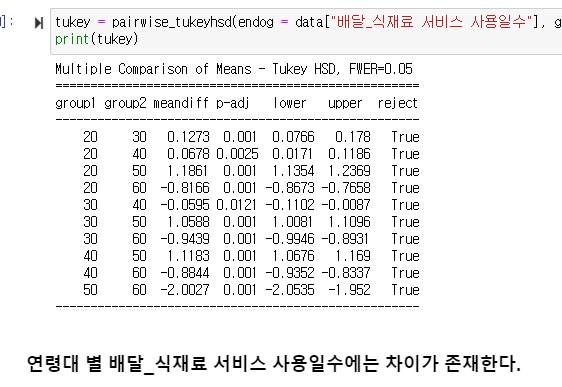 ]:
tukey = pairwise_tukeyhsd(endog = data["배달_식재료 서비스 사용일수"], g
print(tukey)
Multiple Comparison of Means - Tukey HSD, FWER=0.05
====================================================
group1 group2 meandiff p-adj lower upper reject
----------------------------------------------------
20 30 0.1273 0.001 0.0766 0.178 True
20 40 0.0678 0.0025 0.0171 0.1186 True
20 50 1.1861 0.001 1.1354 1.2369 True
20 60 -0.8166 0.001 -0.8673 -0.7658 True
30 40 -0.0595 0.0121 -0.1102 -0.0087 True
30 50 1.0588 0.001 1.0081 1.1096 True
30 60 -0.9439 0.001 -0.9946 -0.8931 True
40 50 1.1183 0.001 1.0676 1.169 True
40 60 -0.8844 0.001 -0.9352 -0.8337 True
50 60 -2.0027 0.001 -2.0535 -1.952 True
----------------------------------------------------
연령대 별 배달_식재료 서비스 사용일수에는 차이가 존재한다.